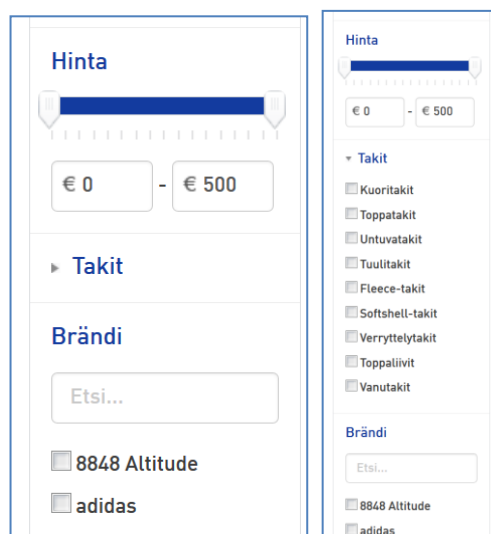 Hinta
€ 0 - € 500
Takit
Brändi
Etsi...
8848 Altitude
adidas
Hinta
€ 0 - € 500
Takit
Kuoritakit
Toppatakit
Untuvatakit
Tuulitakit
Fleece-takit
Softshell-takit
Verryttelytakit
Toppaliivit
Vanutakit
Brändi
Etsi...
8848 Altitude
adidas